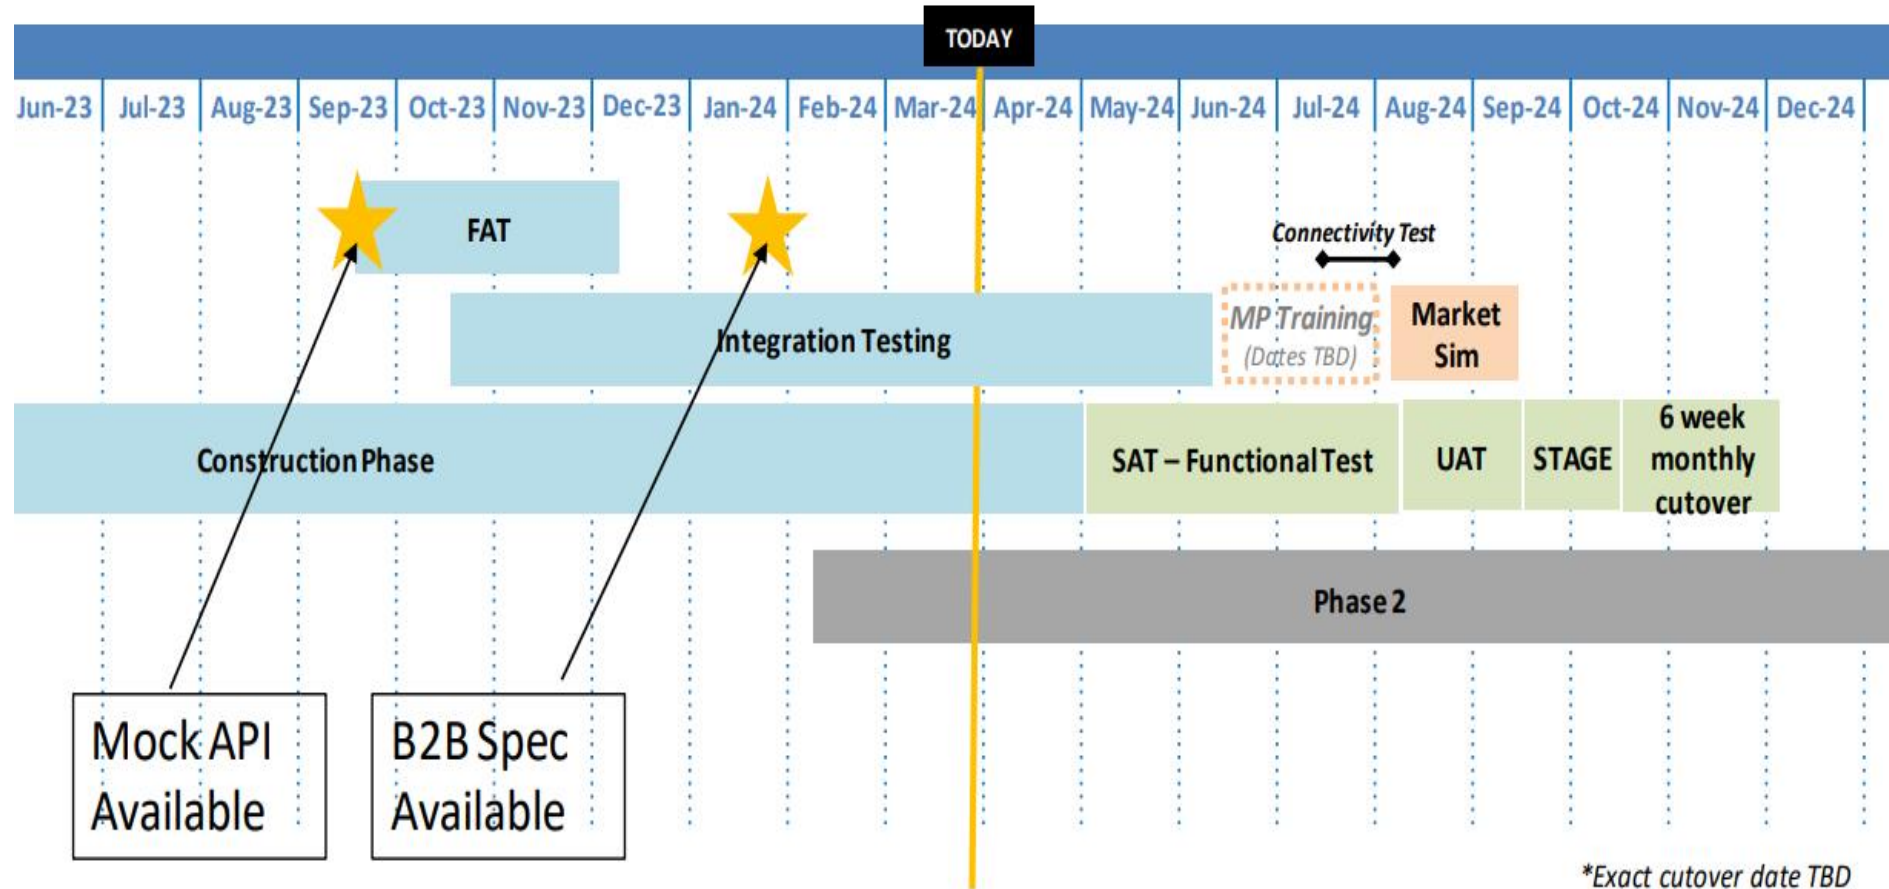 TODAY
Jun-23 Jul-23 Aug-23 Sep-23 Oct-23 Nov-23 Dec-23 Jan-24 Feb-24 Mar-24 Apr-24 May-24 Jun-24 Jul-24 Aug-24 Sep-24 Oct-24 Nov-24 Dec-24
FAT
Connectivity Test
Integration Testing
MP Training
(Dates TBD)
Market
Sim
Construction Phase
SAT – Functional Test
UAT
STAGE
6 week
monthly
cutover
Phase 2
Mock API
Available
B2B Spec
Available
*Exact cutover date TBD